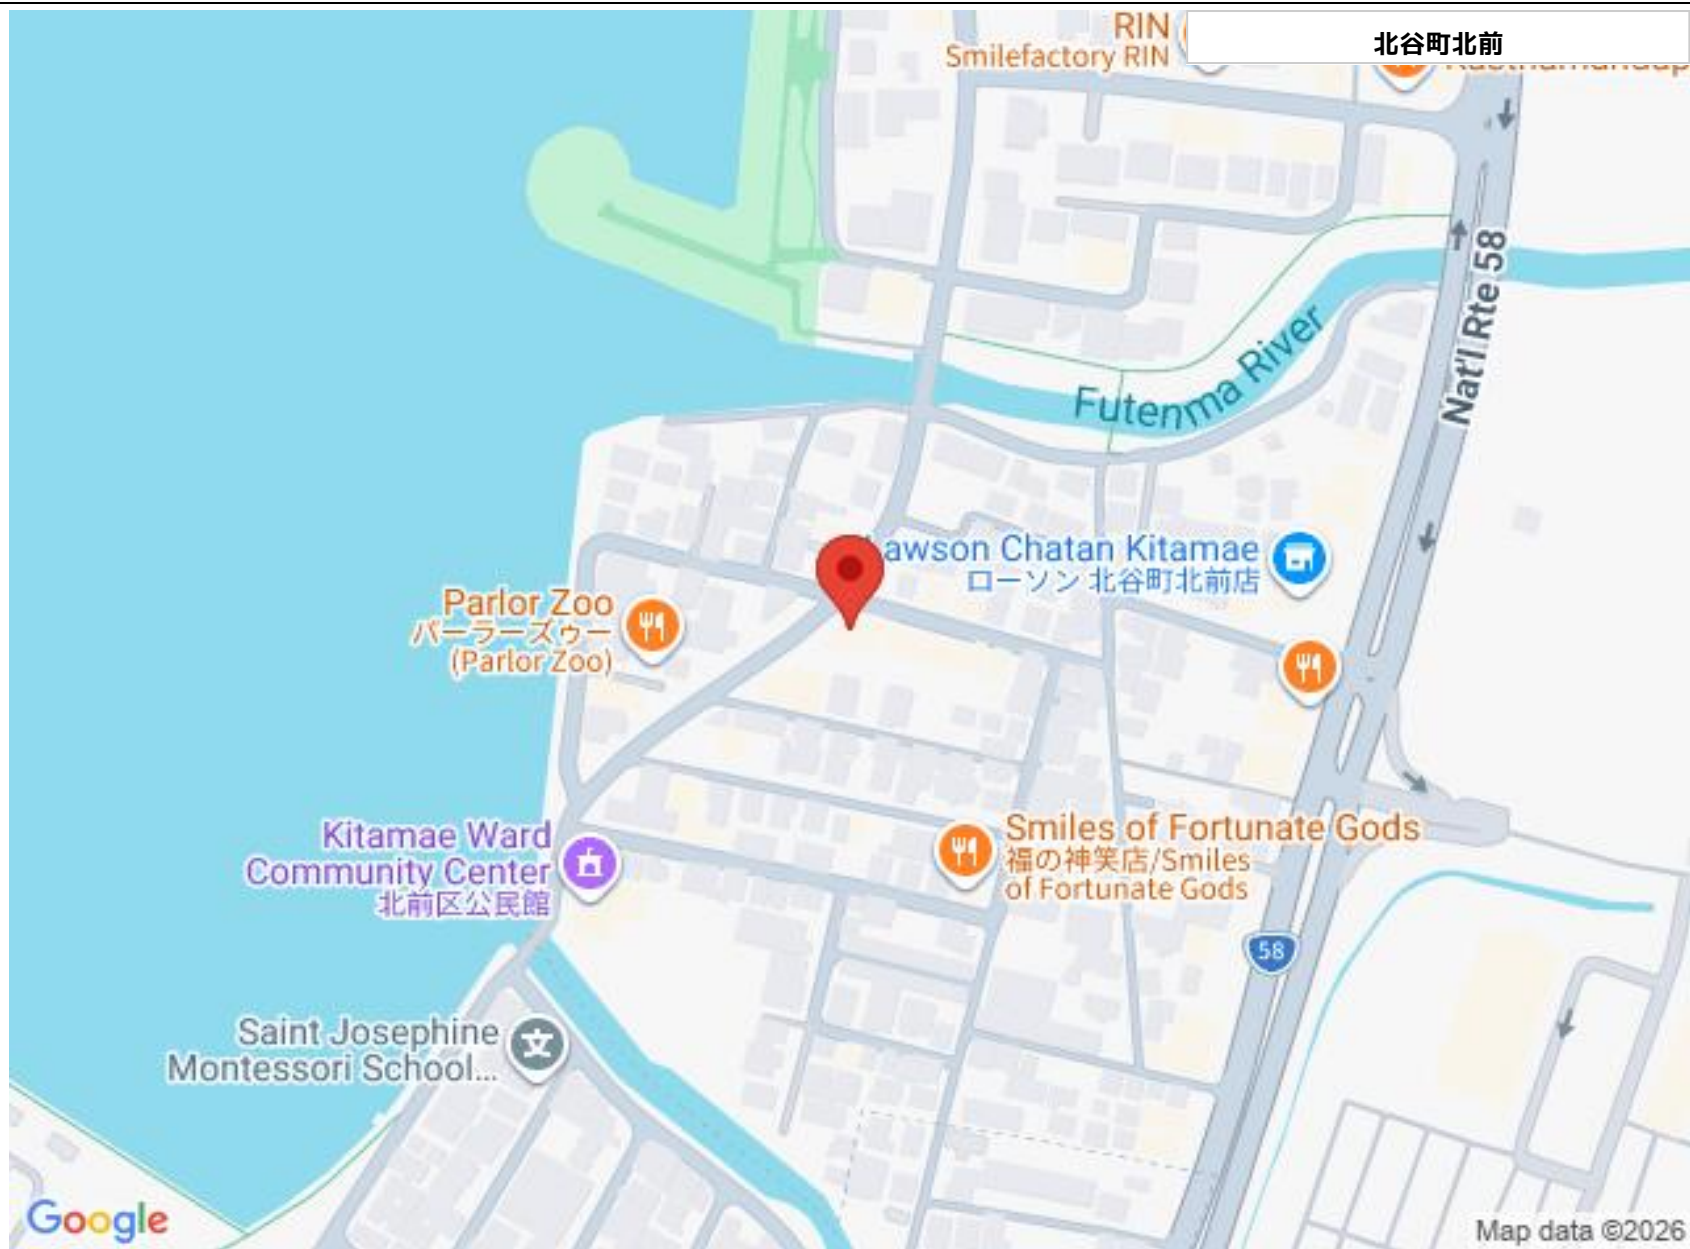 RIN
Smilefactory RIN
北谷町北前
Futenma River
Nat'l Rte 58
awson Chatan Kitamae
ローソン 北谷町北前店
Parlor Zoo
パーラーズゥー
(Parlor Zoo)
Smiles of Fortunate Gods
福の神笑店/Smiles
of Fortunate Gods
Kitamae Ward
Community Center
北前区公民館
58
Saint Josephine
Montessori School...
文
Google
Map data ©2026